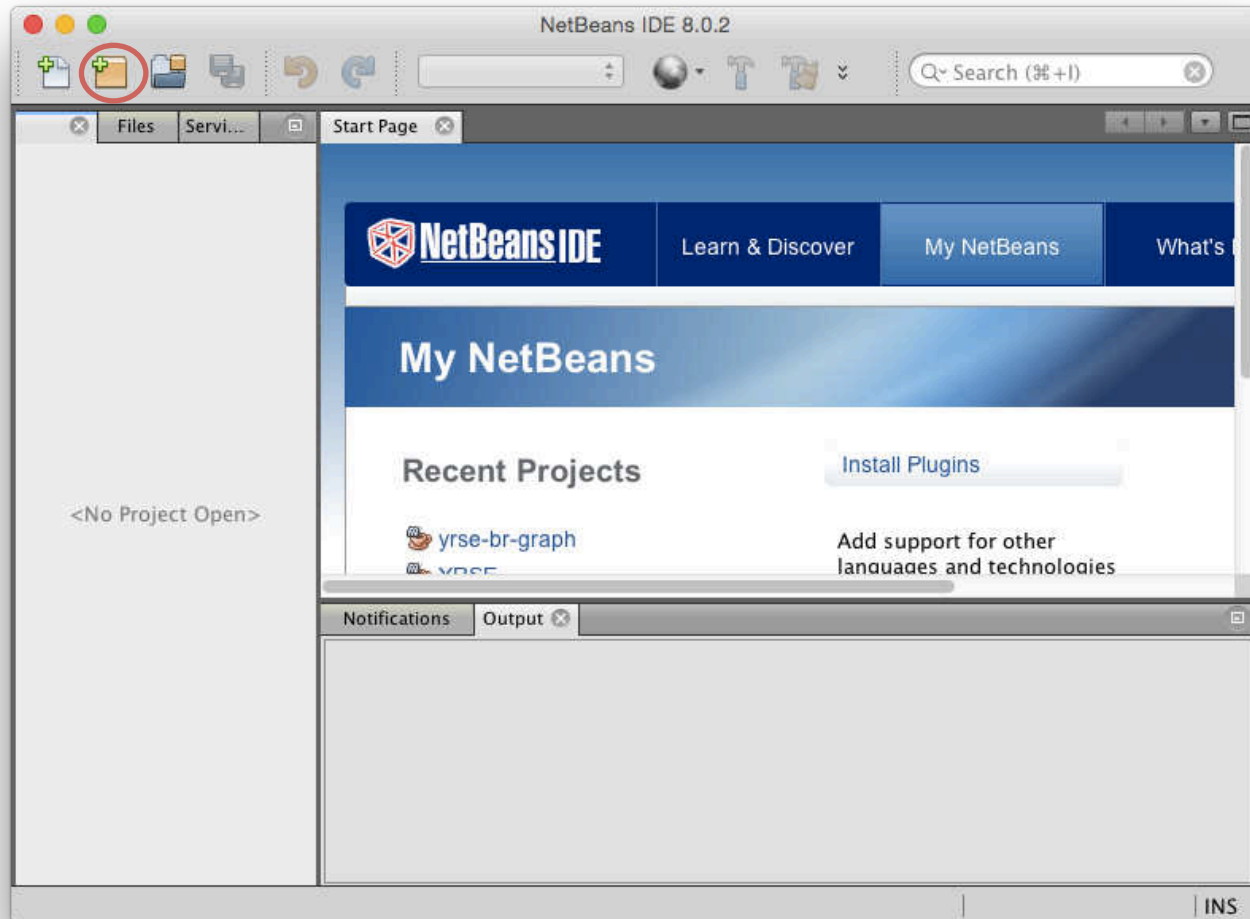 NetBeans IDE 8.0.2
Search (⌘+I)
Files
Servi...
Start Page
NetBeans IDE
Learn & Discover
My NetBeans
What's
My NetBeans
Recent Projects
Install Plugins
<No Project Open>
yrse-br-graph
Add support for other
YRSE
languages and technologies
Notifications
Output
INS